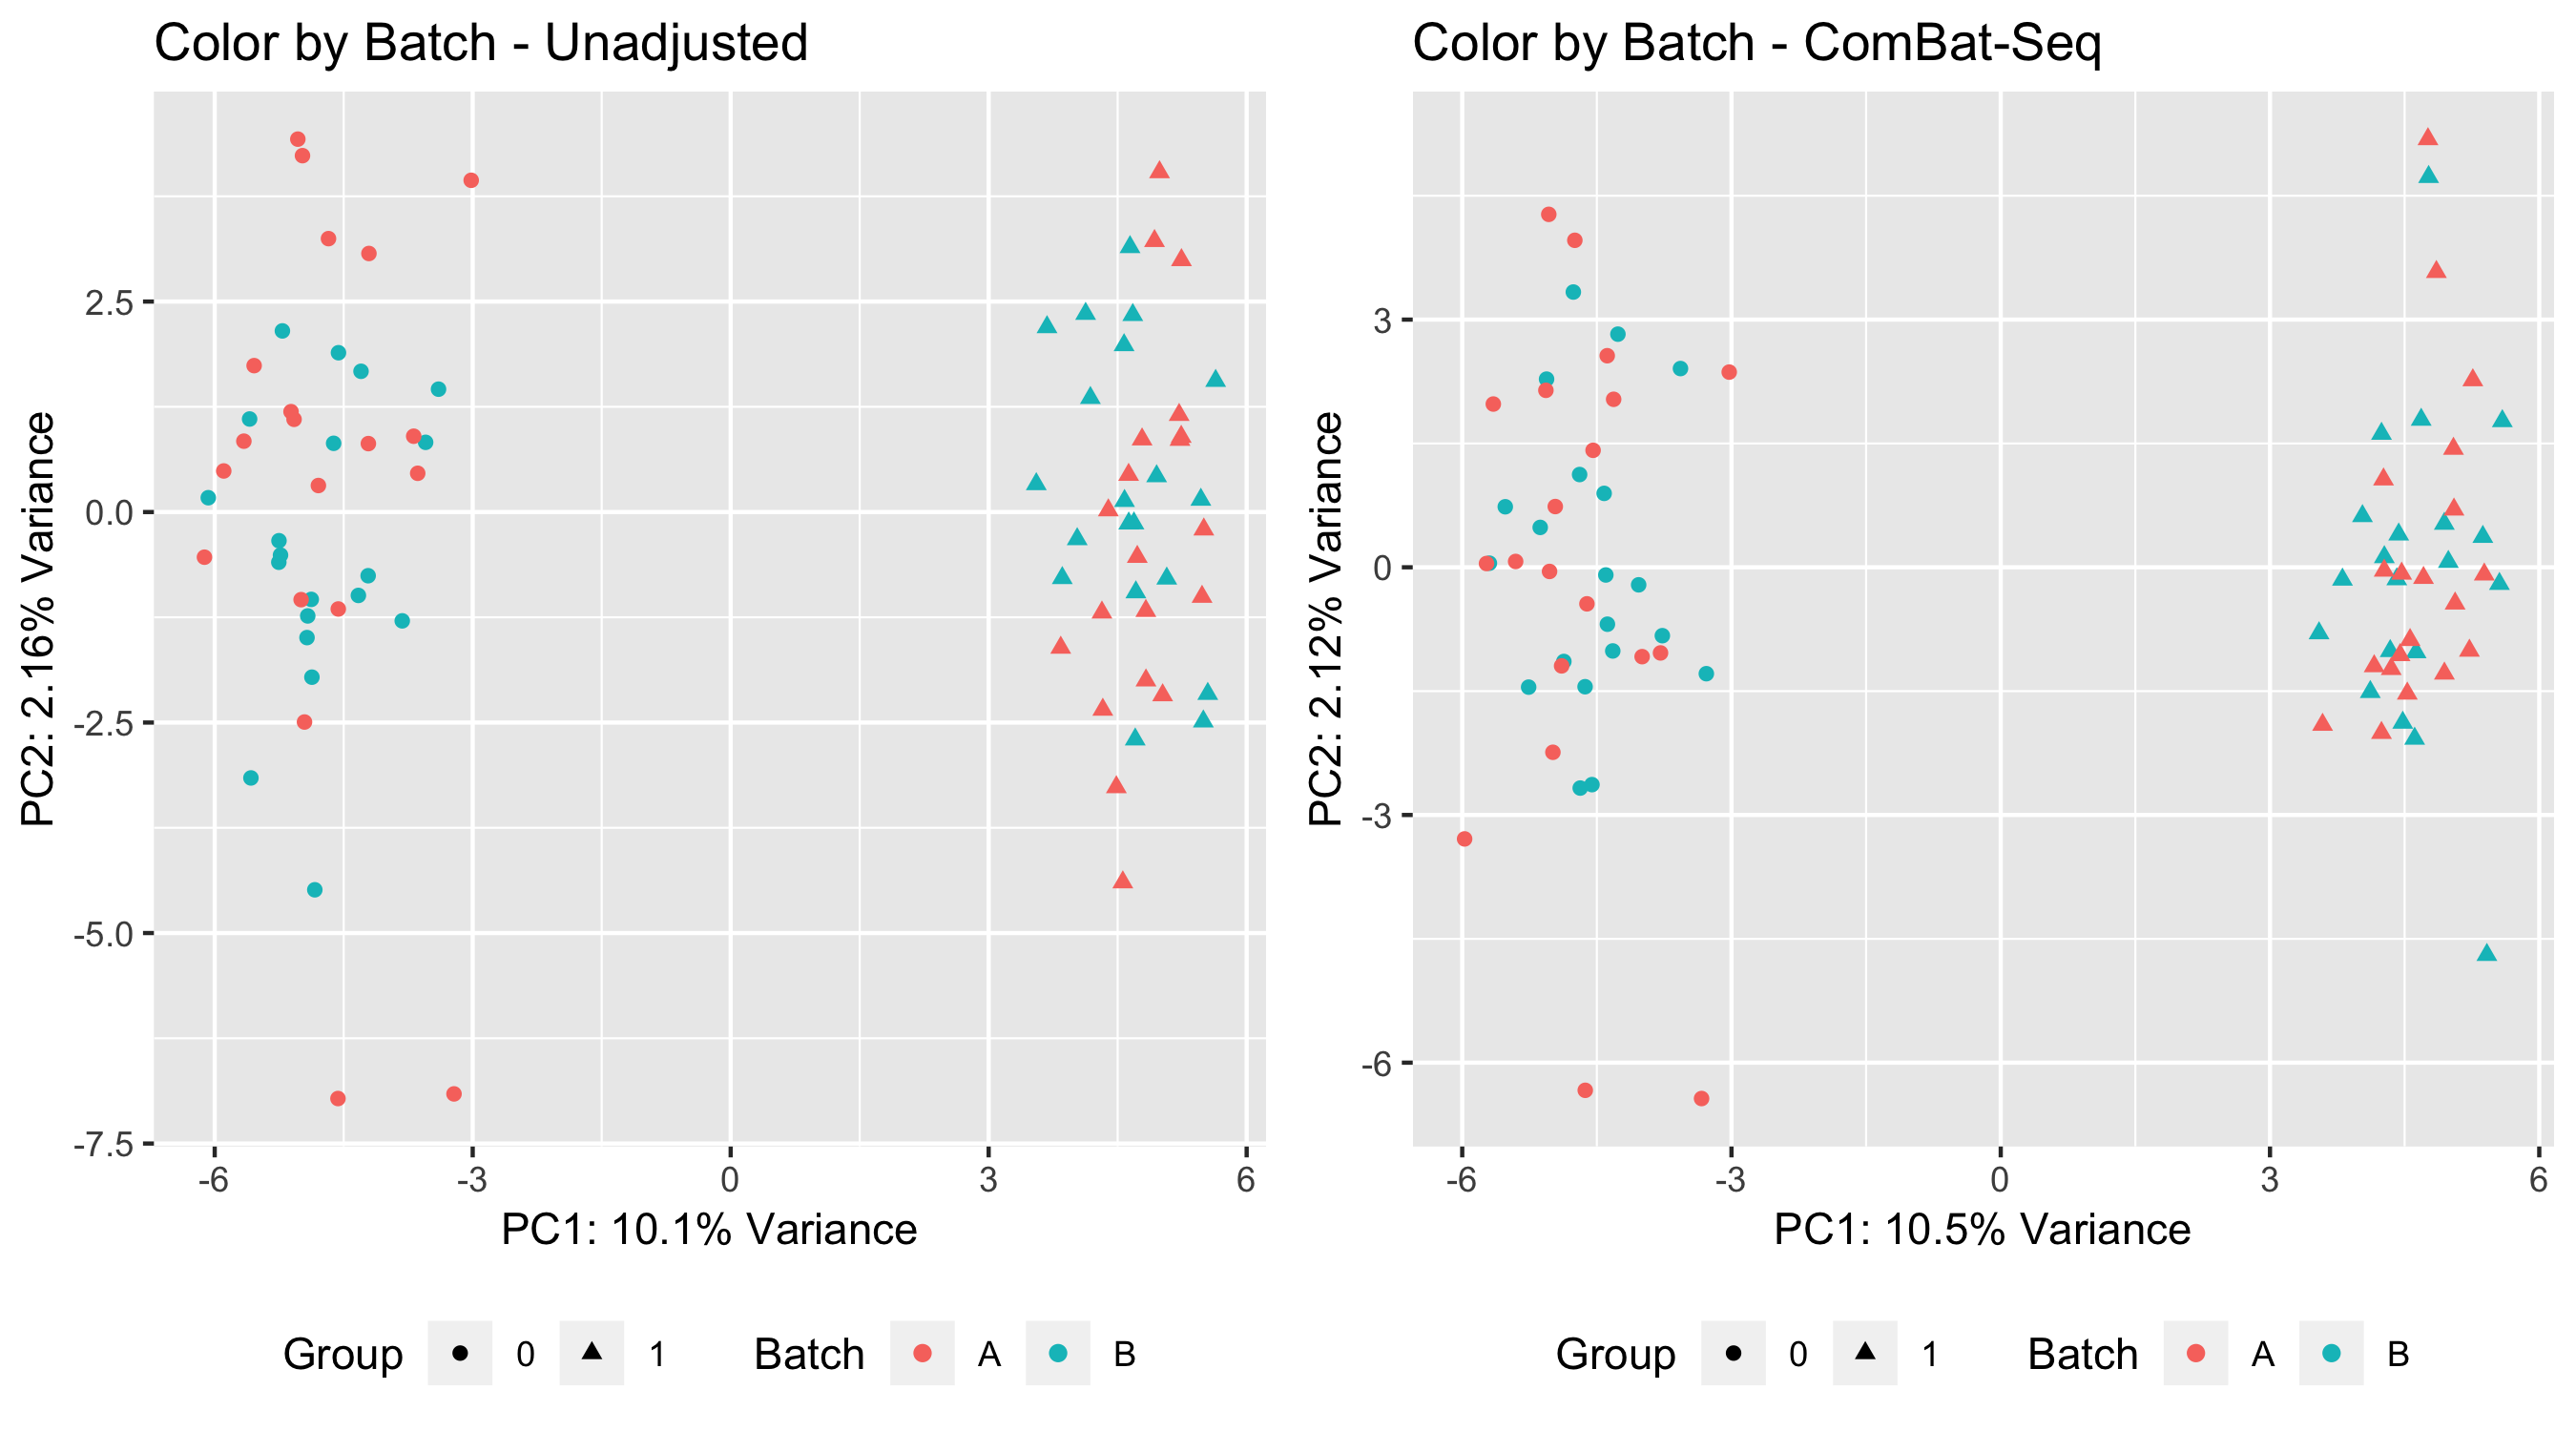 Color by Batch - Unadjusted
PC2: 2.16% Variance
2.5
0.0
-2.5
-5.0
-7.5
-6 -3 0 3 6
PC1: 10.1% Variance
Group 0 1 Batch A B
Color by Batch - ComBat-Seq
PC2: 2.12% Variance
3
0
-3
-6
-6 -3 0 3 6
PC1: 10.5% Variance
Group 0 1 Batch A B